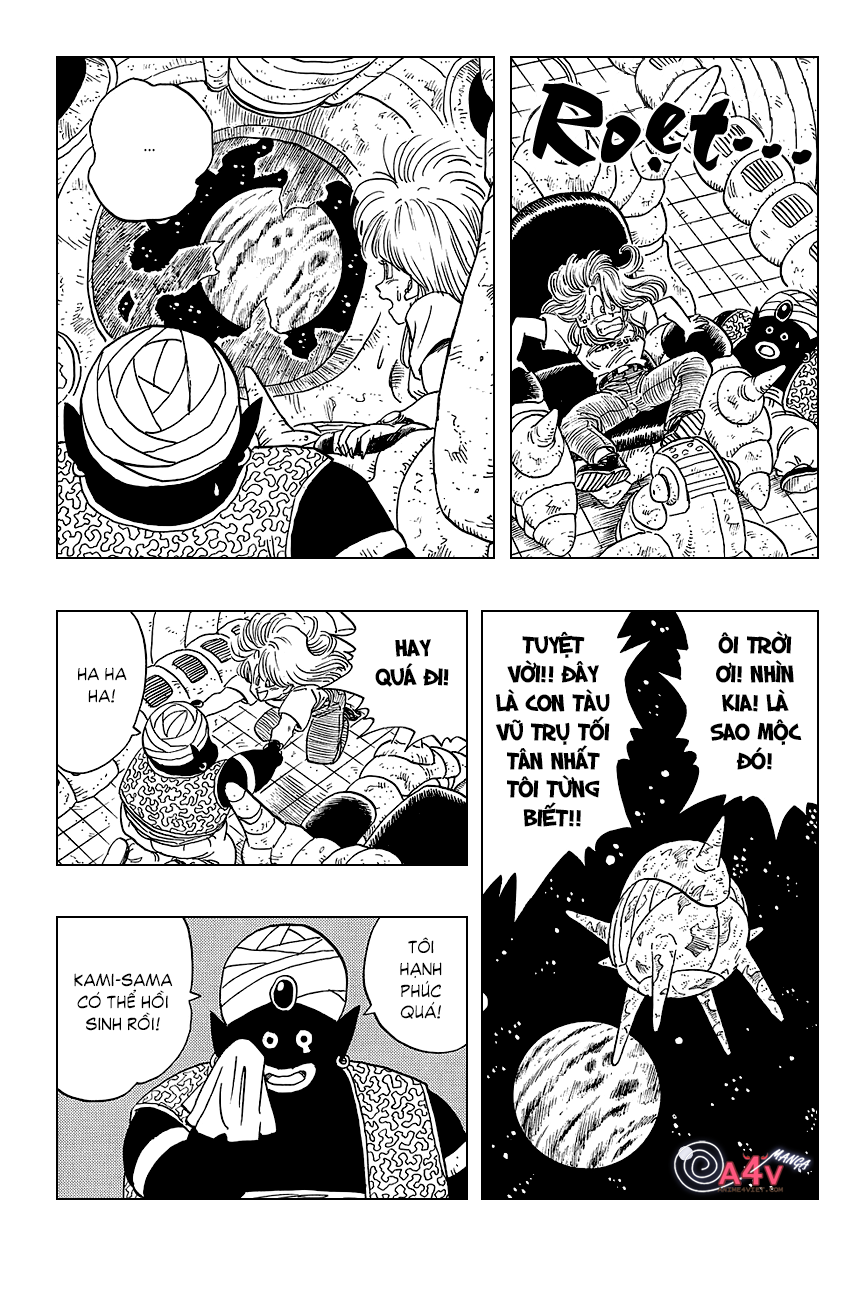 Roẹt...
...
ÔI TRỜI
ƠI! NHÌN
KIA! LÀ
SAO MỘC
ĐÓ!
TUYỆT
VỜI!! ĐÂY
LÀ CON TÀU
VŨ TRỤ TỐI
TÂN NHẤT
TÔI TỪNG
BIẾT!!
HAY
QUÁ ĐI!
HA HA
HA!
TÔI
HẠNH
PHÚC
QUÁ!
KAMI-SAMA
CÓ THỂ HỒI
SINH RỒI!
A4V
MANGA
ANIME4VIET.COM